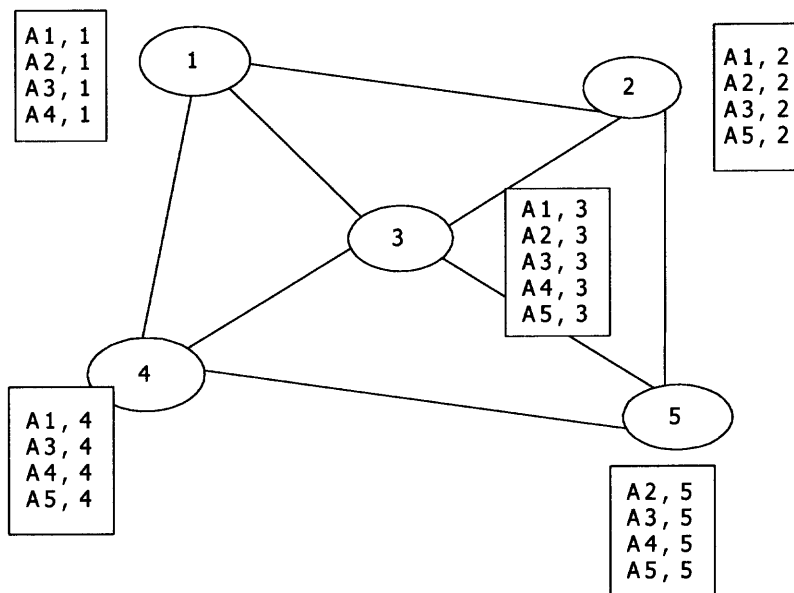 A1, 1
A2, 1
A3, 1
A4, 1
1
2
A1, 2
A2, 2
A3, 2
A5, 2
3
A1, 3
A2, 3
A3, 3
A4, 3
A5, 3
4
A1, 4
A3, 4
A4, 4
A5, 4
5
A2, 5
A3, 5
A4, 5
A5, 5